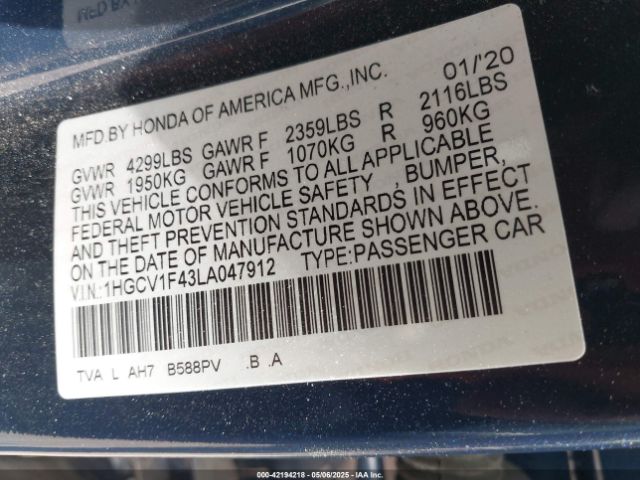 MFD.BY HONDA OF AMERICA MFG.,INC. 01/'20
GVWR 4299LBS GAWR F 2359LBS R 2116LBS
GVWR 1950KG GAWR F 1070KG R 960KG
THIS VEHICLE CONFORMS TO ALL APPLICABLE
FEDERAL MOTOR VEHICLE SAFETY , BUMPER,
AND THEFT PREVENTION STANDARDS IN EFFECT
ON THE DATE OF MANUFACTURE SHOWN ABOVE.
V.I.N.:1HGCV1F43LA047912 TYPE:PASSENGER CAR
TVA L AH7 B588PV .B .A
000-42194218 - 05/06/2025 - IAAI.com